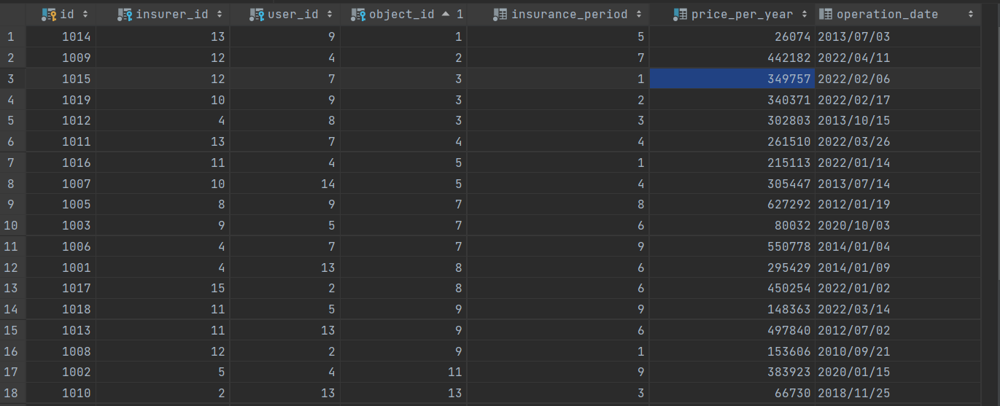 id insurer_id user_id object_id 1 insurance_period price_per_year operation_date
1 1014 13 9 1 5 26074 2013/07/03
2 1009 12 4 2 7 442182 2022/04/11
3 1015 12 7 3 1 349757 2022/02/06
4 1019 10 9 3 2 340371 2022/02/17
5 1012 4 8 3 3 302803 2013/10/15
6 1011 13 7 4 4 261510 2022/03/26
7 1016 11 4 5 1 215113 2022/01/14
8 1007 10 14 5 4 305447 2013/07/14
9 1005 8 9 7 8 627292 2012/01/19
10 1003 9 5 7 6 80032 2020/10/03
11 1006 4 7 7 9 550778 2014/01/04
12 1001 4 13 8 6 295429 2014/01/09
13 1017 15 2 8 6 450254 2022/01/02
14 1018 11 5 9 9 148363 2022/03/14
15 1013 11 13 9 6 497840 2012/07/02
16 1008 12 2 9 1 153606 2010/09/21
17 1002 5 4 11 9 383923 2020/01/15
18 1010 2 13 13 3 66730 2018/11/25